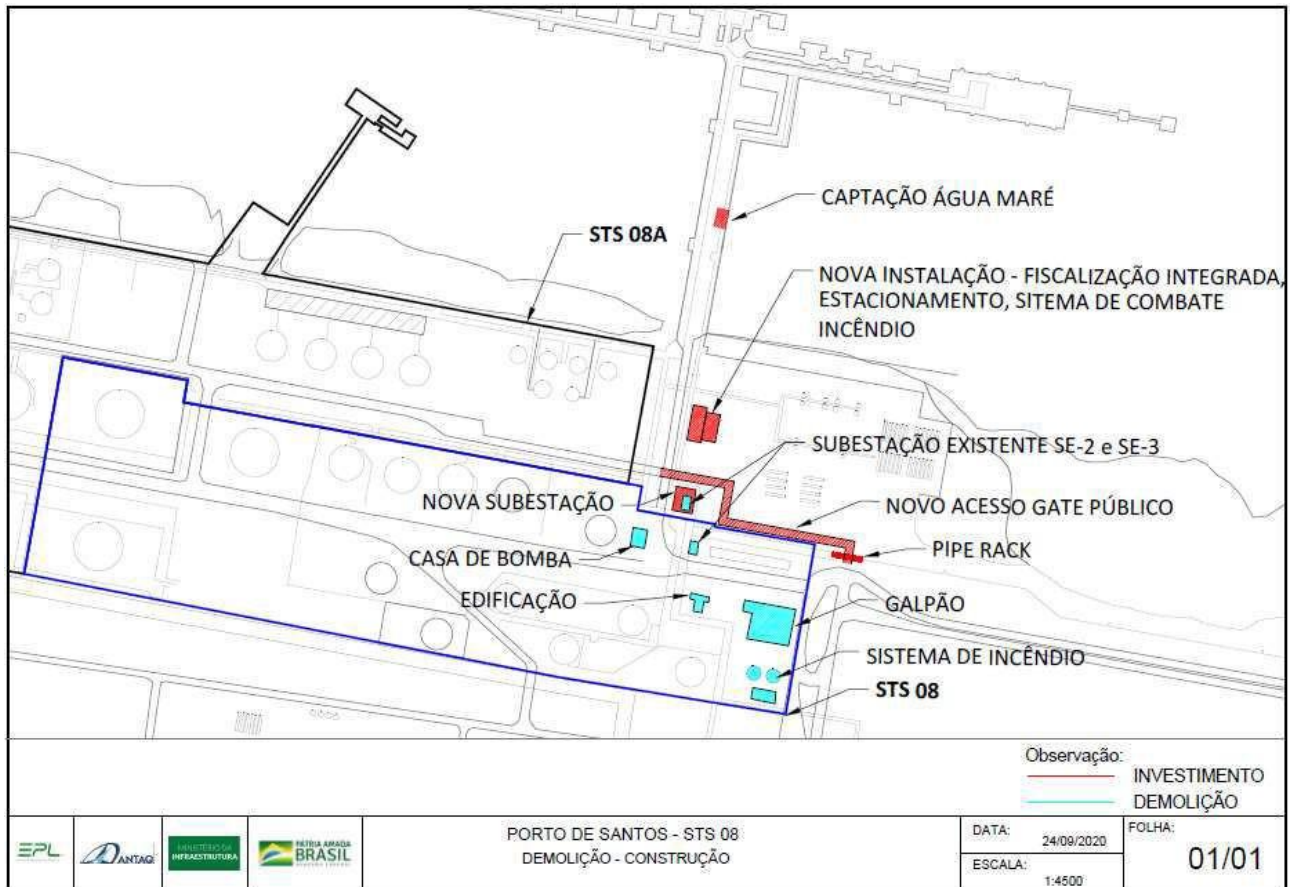 CAPTAÇÃO ÁGUA MARÉ
STS 08A
NOVA INSTALAÇÃO - FISCALIZAÇÃO INTEGRADA,
ESTACIONAMENTO, SITEMA DE COMBATE
INCÊNDIO
SUBESTAÇÃO EXISTENTE SE-2 e SE-3
NOVA SUBESTAÇÃO
NOVO ACESSO GATE PÚBLICO
CASA DE BOMBA
PIPE RACK
EDIFICAÇÃO
GALPÃO
SISTEMA DE INCÊNDIO
STS 08
Observação:
INVESTIMENTO
DEMOLIÇÃO
EPL
ANTAQ
MINISTÉRIO DA
INFRAESTRUTURA
PÁTRIA AMADA
BRASIL
PORTO DE SANTOS - STS 08
DEMOLIÇÃO - CONSTRUÇÃO
DATA:
24/09/2020
ESCALA:
1:4500
FOLHA:
01/01